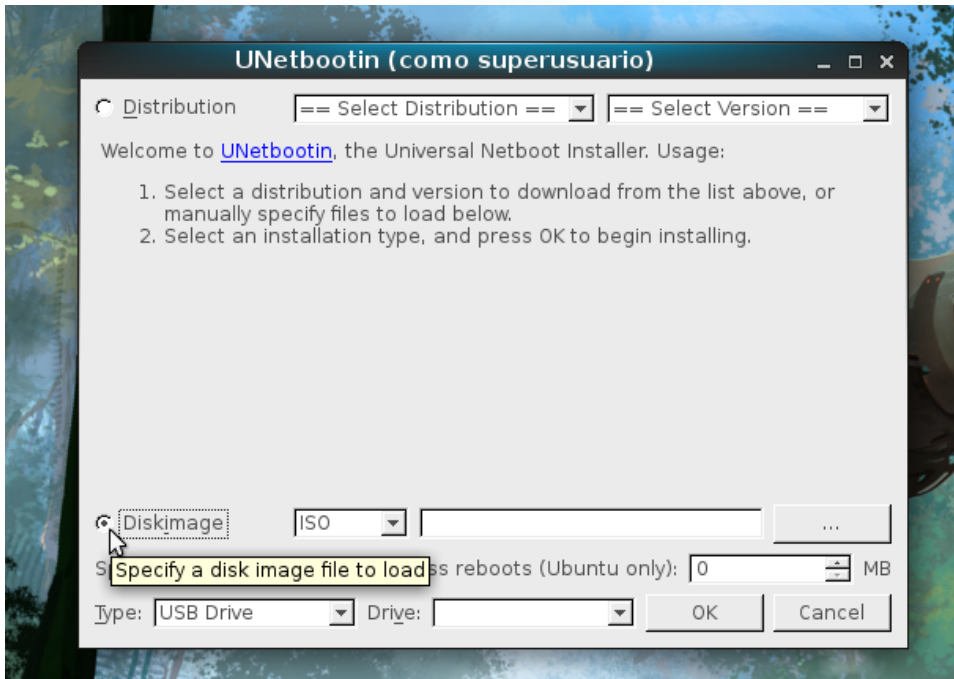 UNetbootin (como superusuario)
Distribution == Select Distribution == == Select Version ==
Welcome to UNetbootin, the Universal Netboot Installer. Usage:
1. Select a distribution and version to download from the list above, or
manually specify files to load below.
2. Select an installation type, and press OK to begin installing.
Diskimage ISO ...
Specify a disk image file to load
reboots (Ubuntu only): 0 MB
Type: USB Drive Drive: OK Cancel